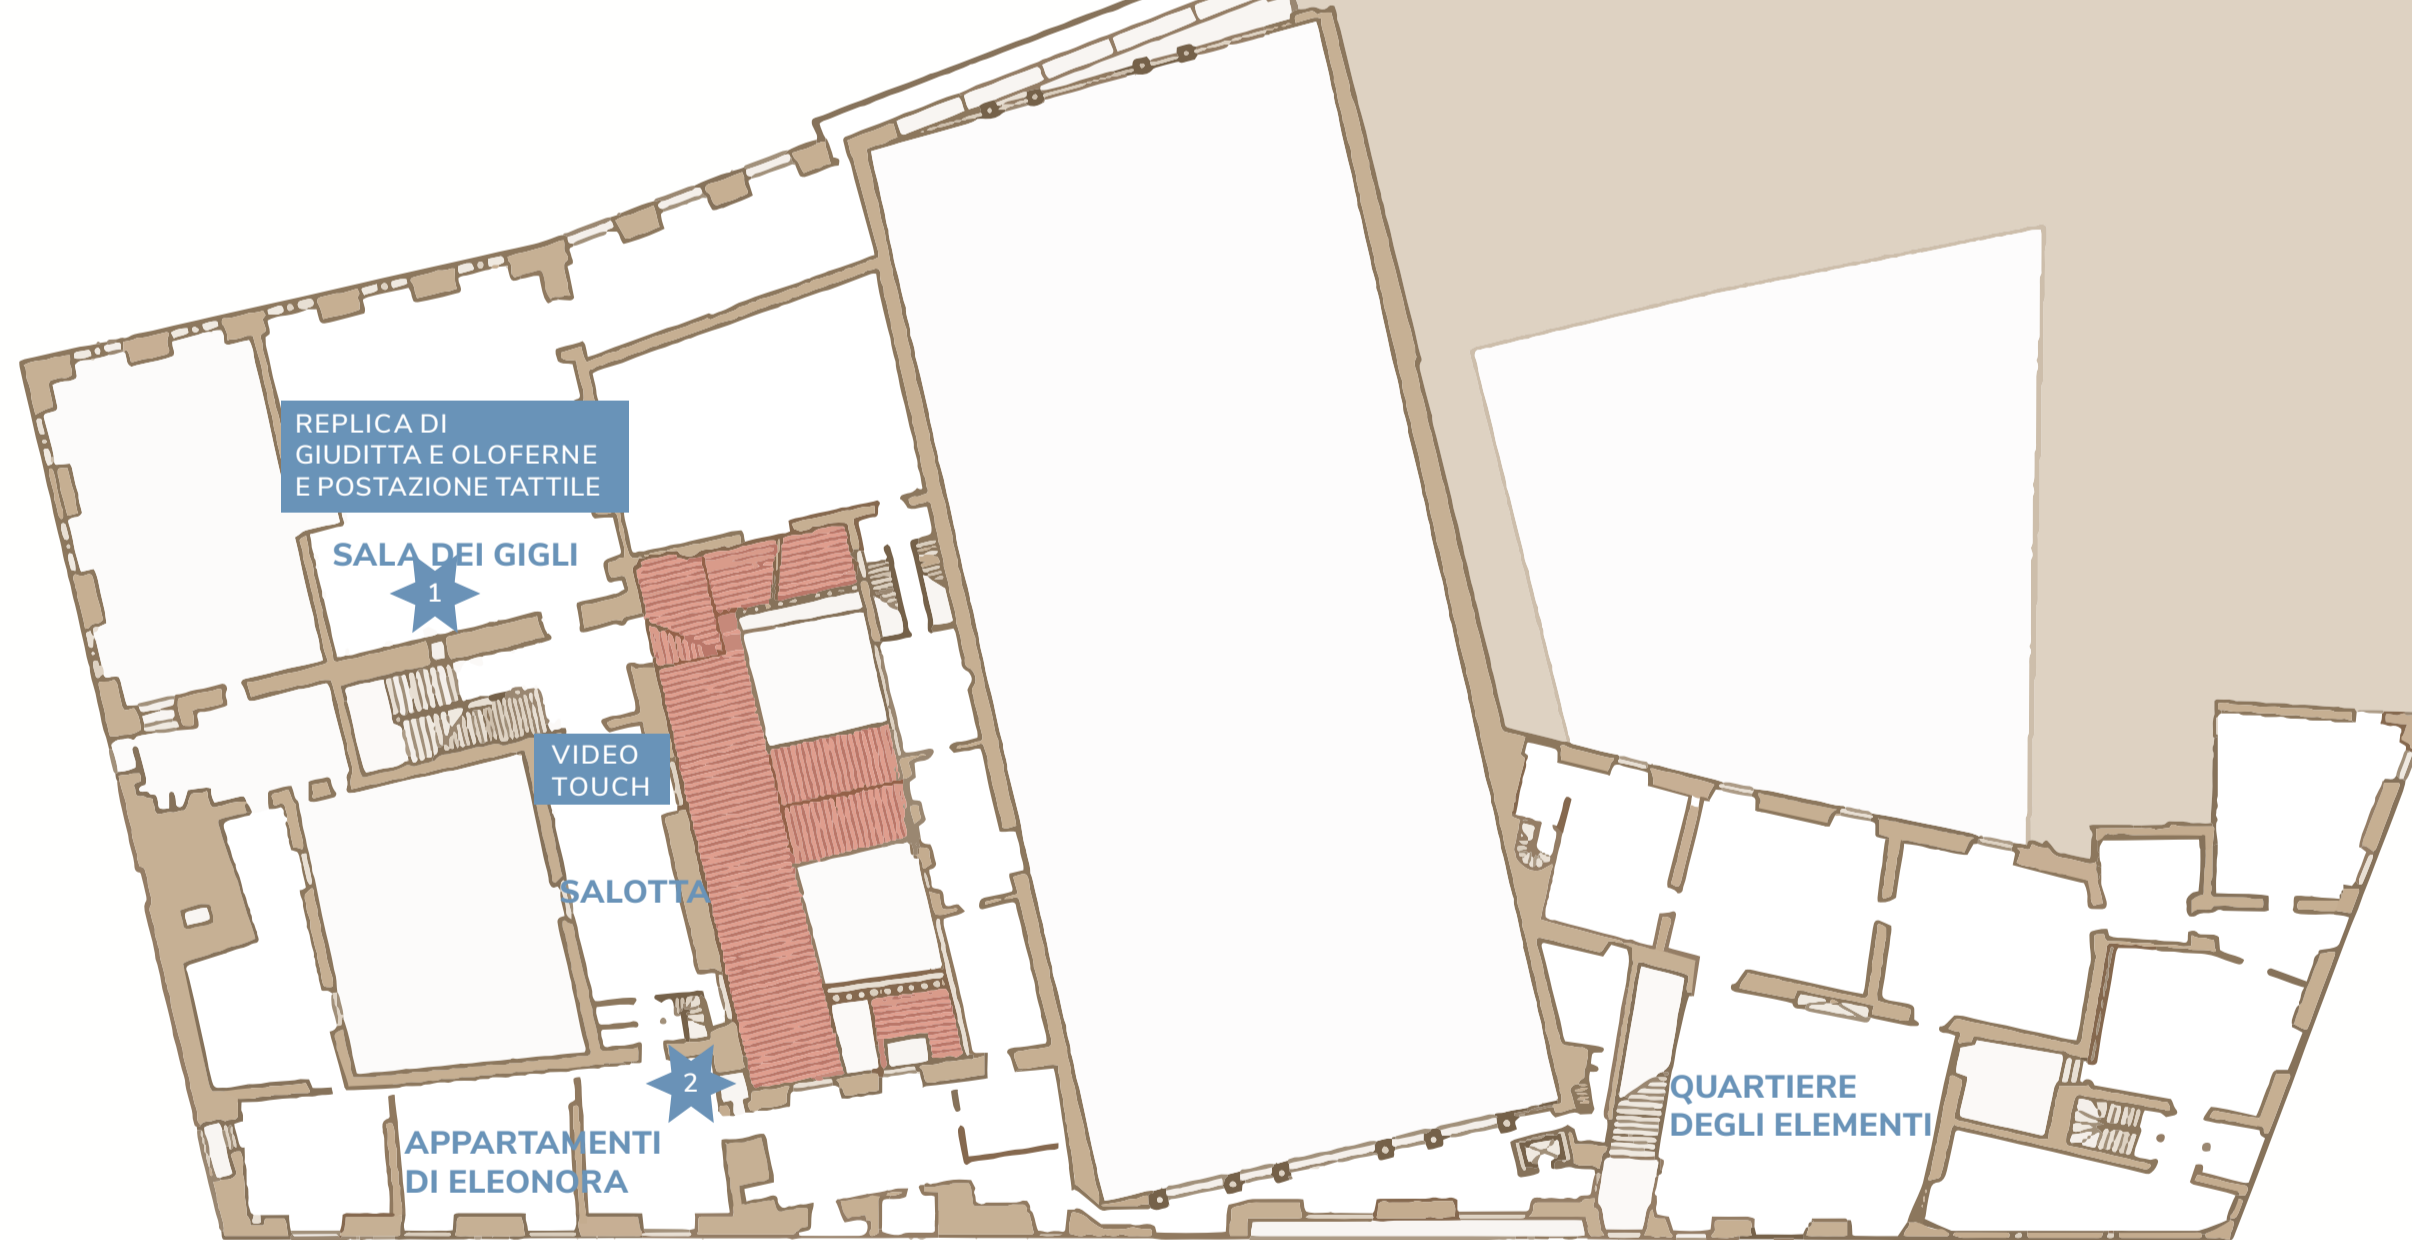 REPLICA DI
GIUDITTA E OLOFERNE
E POSTAZIONE TATTILE
SALA DEI GIGLI
1
VIDEO
TOUCH
SALOTTA
2
APPARTAMENTI
DI ELEONORA
QUARTIERE
DEGLI ELEMENTI